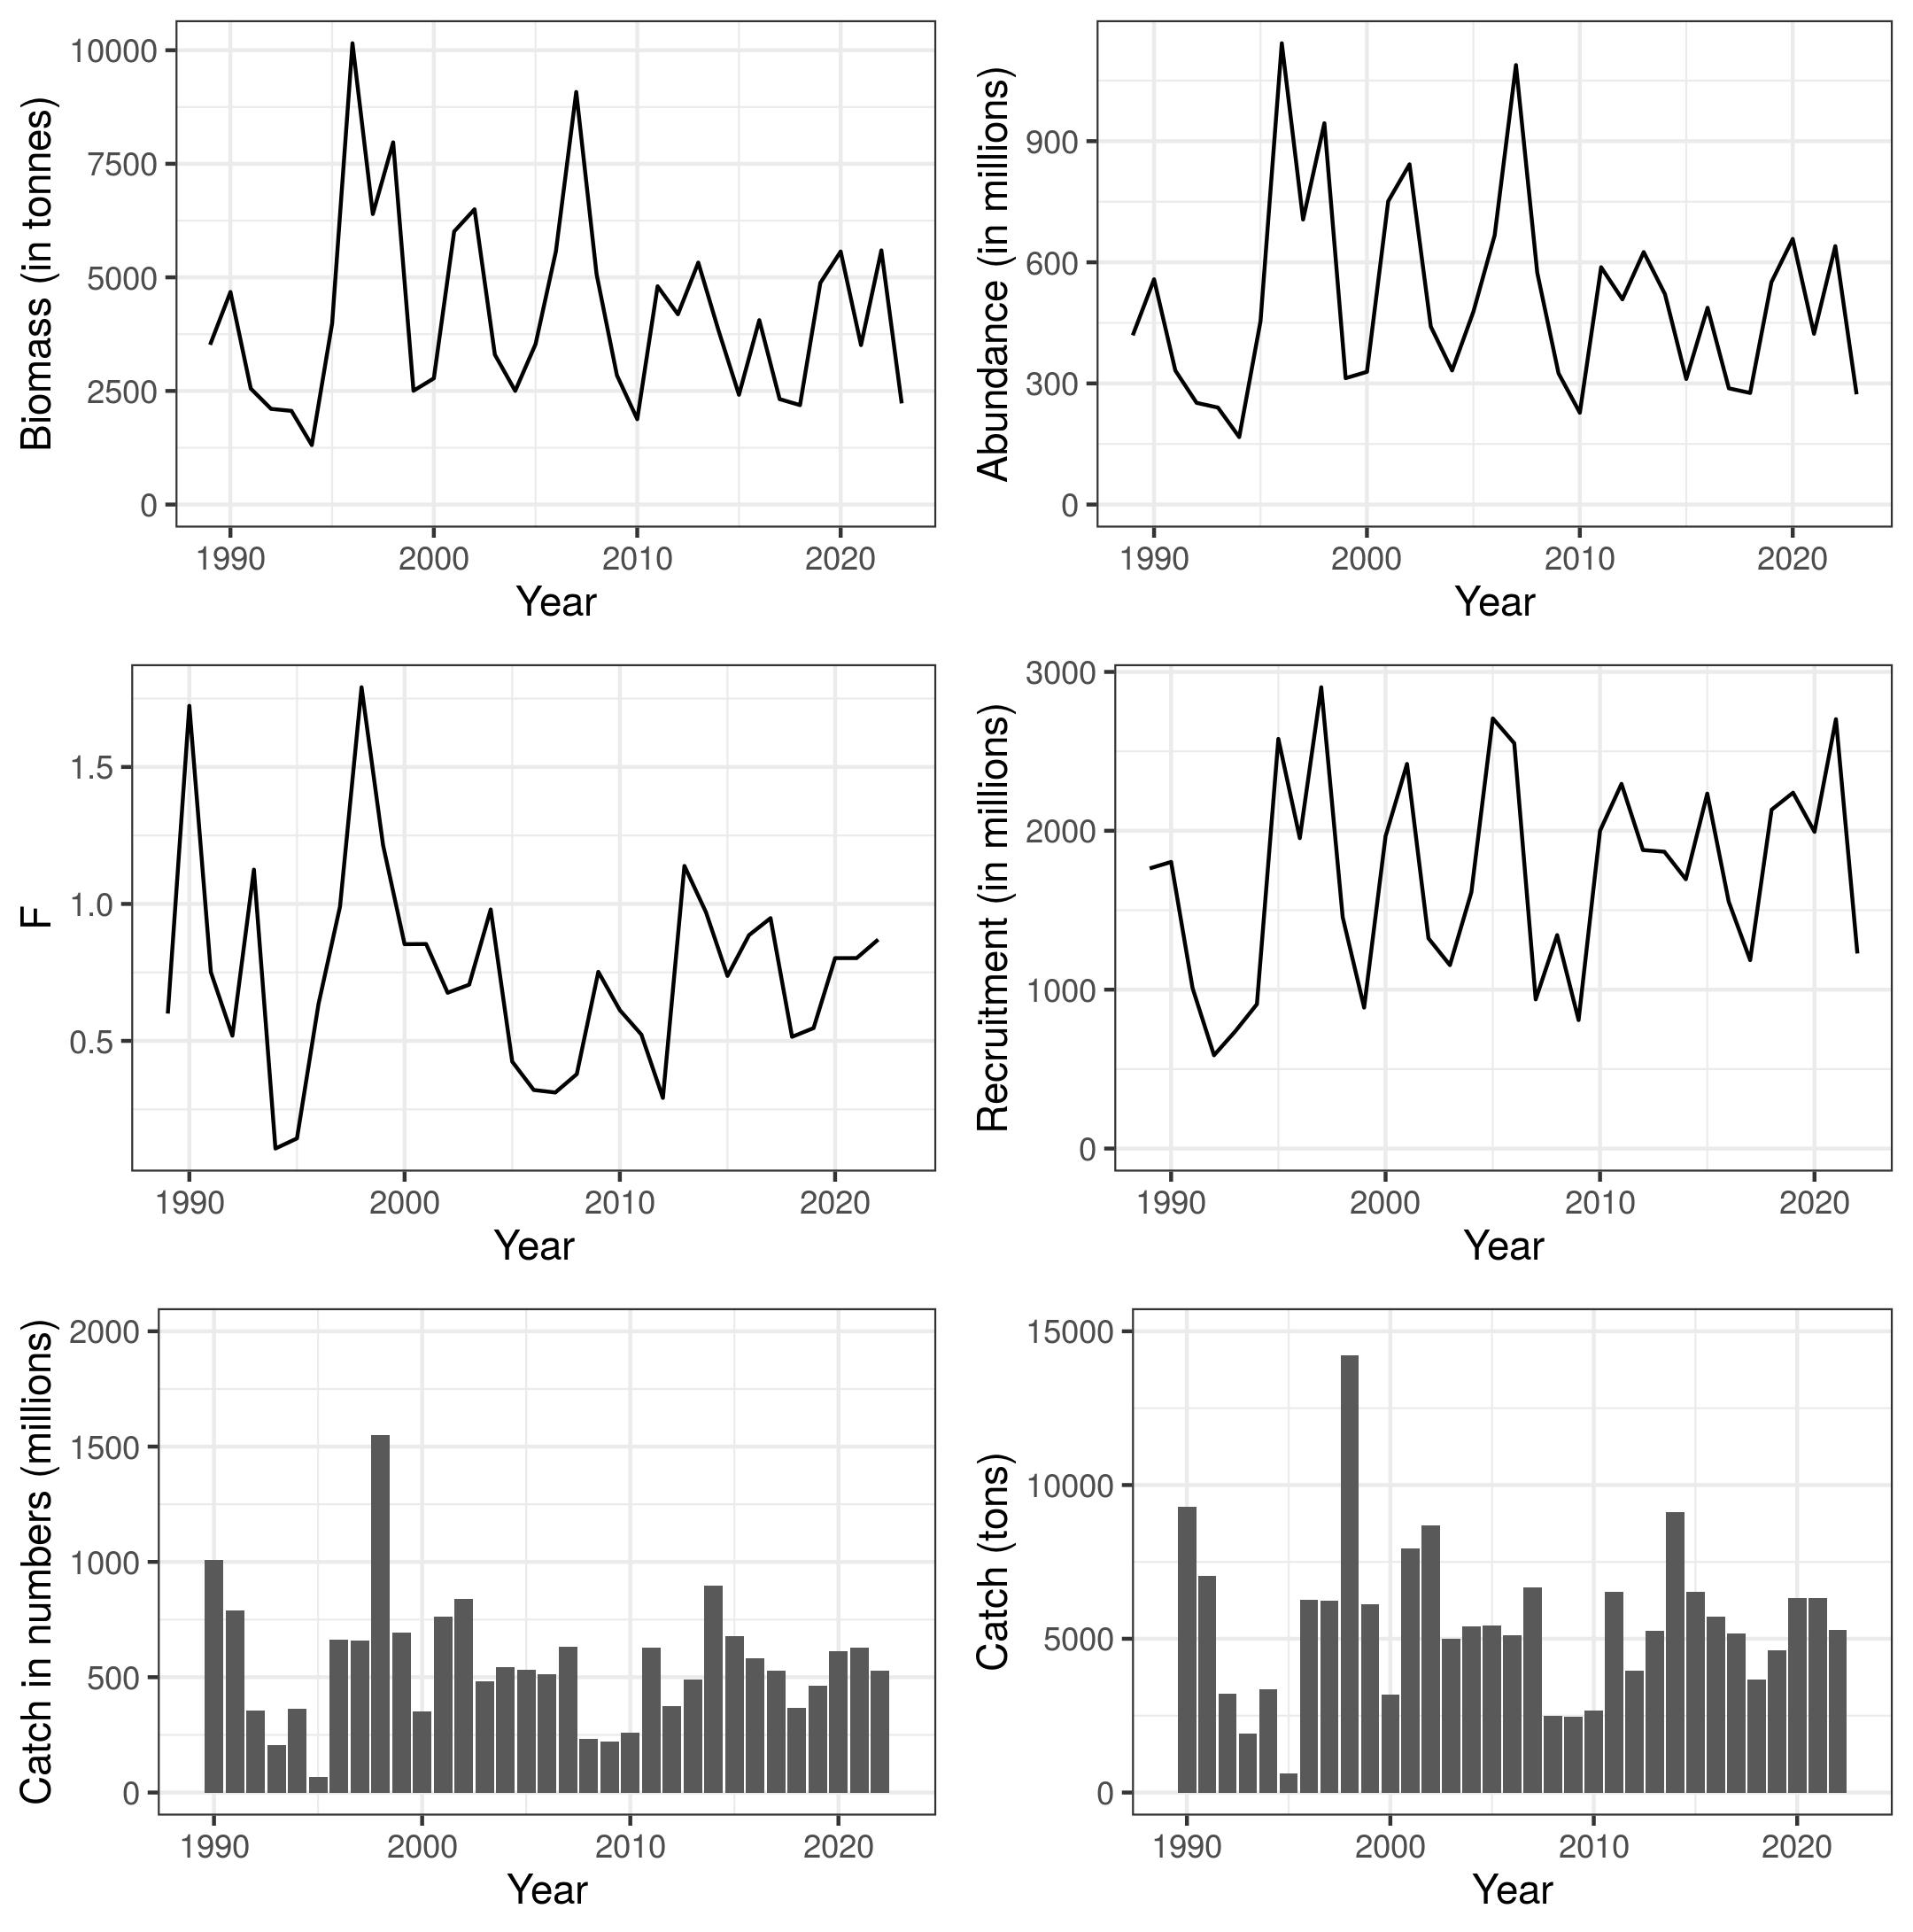 Biomass (in tonnes)
10000
7500
5000
2500
0
1990 2000 2010 2020
Year
Abundance (in millions)
900
600
300
0
1990 2000 2010 2020
Year
F
1.5
1.0
0.5
1990 2000 2010 2020
Year
Recruitment (in millions)
3000
2000
1000
0
1990 2000 2010 2020
Year
Catch in numbers (millions)
2000
1500
1000
500
0
1990 2000 2010 2020
Year
Catch (tons)
15000
10000
5000
0
1990 2000 2010 2020
Year